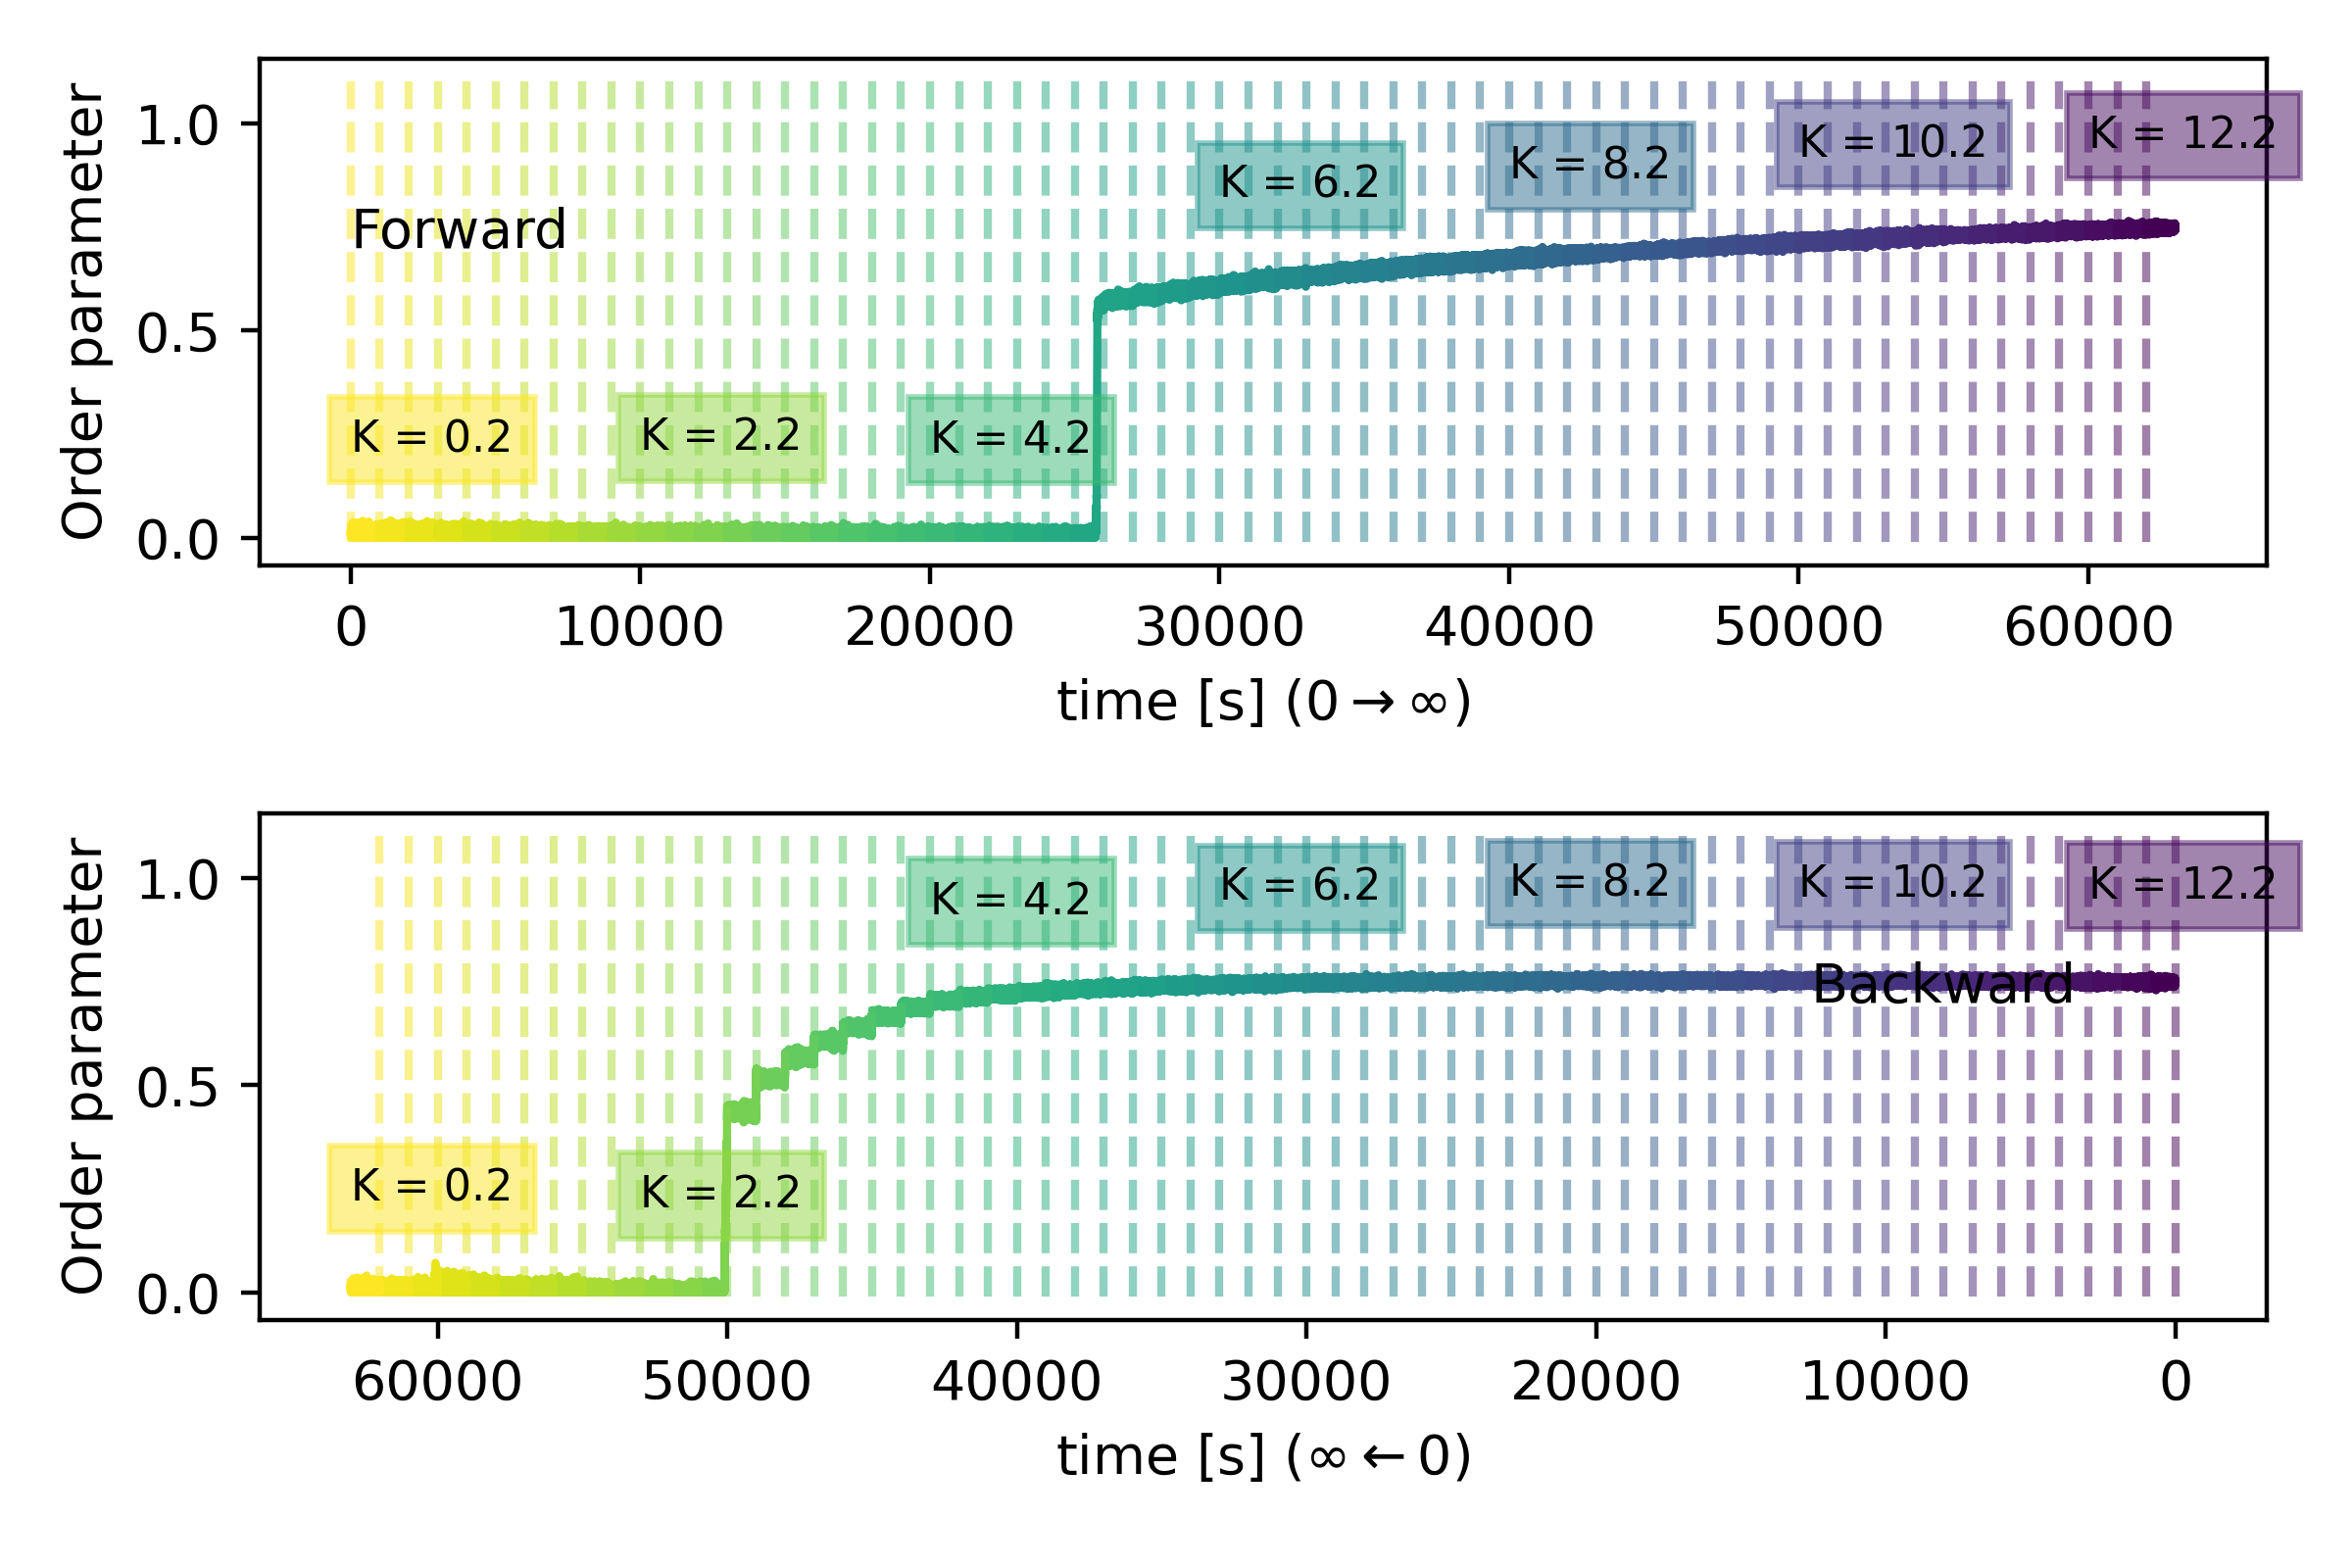 Order parameter
1.0
0.5
0.0
Forward
K = 0.2
K = 2.2
K = 4.2
K = 6.2
K = 8.2
K = 10.2
K = 12.2
0 10000 20000 30000 40000 50000 60000
time [s] (0 → ∞)
Order parameter
1.0
0.5
0.0
K = 0.2
K = 2.2
K = 4.2
K = 6.2
K = 8.2
K = 10.2
K = 12.2
Backward
60000 50000 40000 30000 20000 10000 0
time [s] (∞ ← 0)